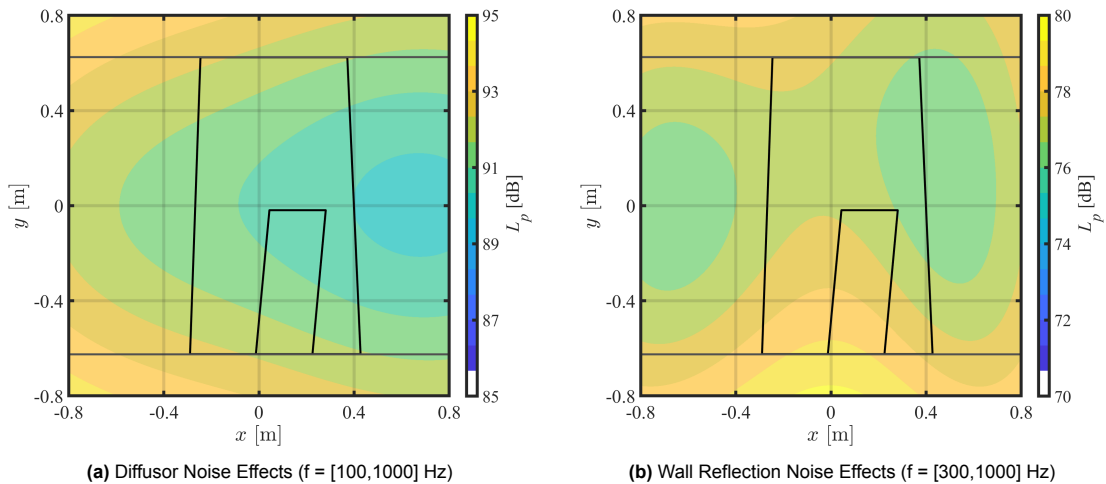 0.8
0.4
0
-0.4
-0.8
y [m]
-0.8 -0.4 0 0.4 0.8
x [m]
95
93
91
89
87
85
L_p [dB]
(a) Diffusor Noise Effects (f = [100,1000] Hz)
0.8
0.4
0
-0.4
-0.8
y [m]
-0.8 -0.4 0 0.4 0.8
x [m]
80
78
76
74
72
70
L_p [dB]
(b) Wall Reflection Noise Effects (f = [300,1000] Hz)